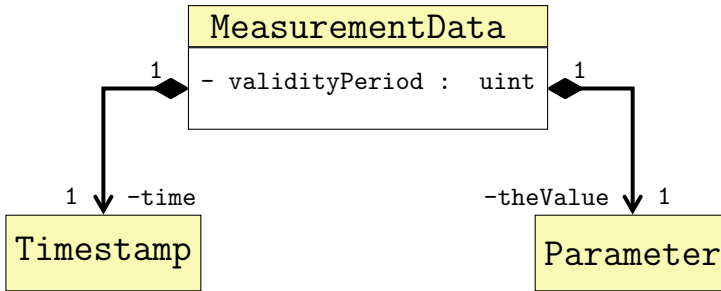 MeasurementData
1
1
- validityPeriod : uint
1 -time
-theValue 1
Timestamp
Parameter